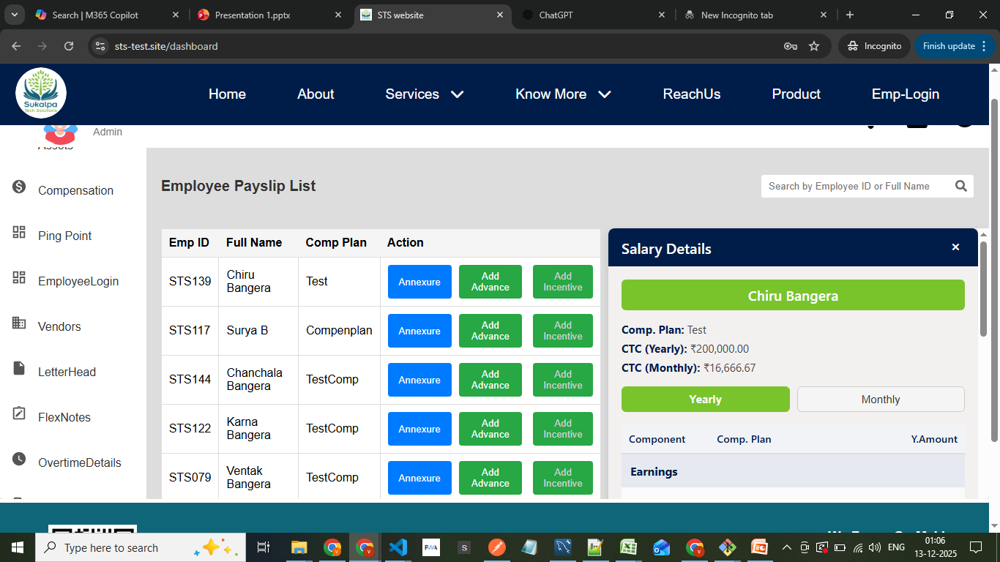 Search | M365 Copilot
Presentation 1.pptx
STS website
ChatGPT
New Incognito tab
sts-test.site/dashboard
Incognito
Finish update
Sukalpa
Tech Solutions
Home
About
Services
Know More
ReachUs
Product
Emp-Login
Admin
Assets
Compensation
Ping Point
EmployeeLogin
Vendors
LetterHead
FlexNotes
OvertimeDetails
Employee Payslip List
Search by Employee ID or Full Name
Emp ID Full Name Comp Plan Action
STS139 Chiru Bangera Test Annexure Add Advance Add Incentive
STS117 Surya B Compenplan Annexure Add Advance Add Incentive
STS144 Chanchala Bangera TestComp Annexure Add Advance Add Incentive
STS122 Karna Bangera TestComp Annexure Add Advance Add Incentive
STS079 Ventak Bangera TestComp Annexure Add Advance Add Incentive
Salary Details
Chiru Bangera
Comp. Plan: Test
CTC (Yearly): ₹200,000.00
CTC (Monthly): ₹16,666.67
Yearly Monthly
Component Comp. Plan Y.Amount
Earnings
Type here to search
PWA
S
ENG
01:06
13-12-2025